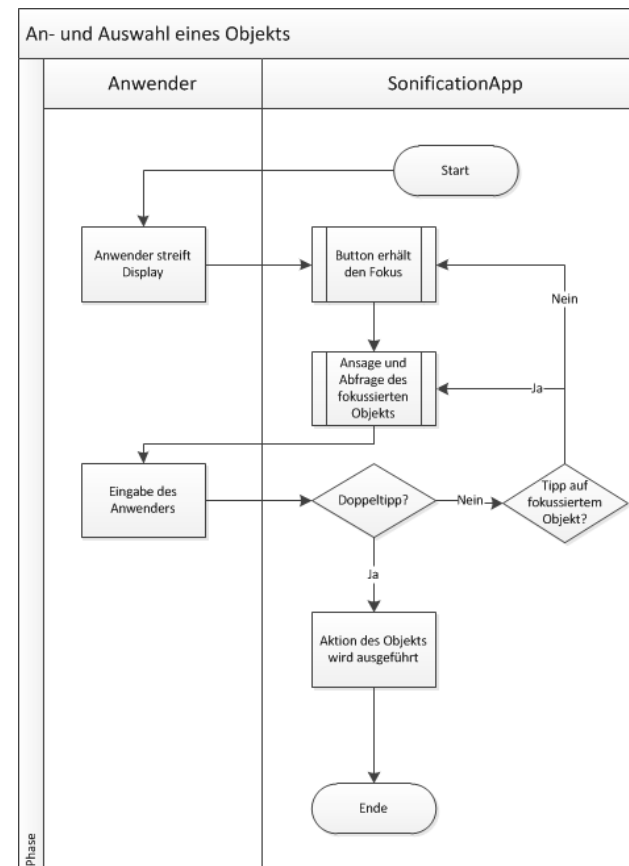 An- und Auswahl eines Objekts
Anwender
SonificationApp
Start
Anwender streift
Display
Button erhält
den Fokus
Nein
Ansage und
Abfrage des
fokussierten
Objekts
Ja
Eingabe des
Anwenders
Doppeltipp?
Nein
Tipp auf
fokussiertem
Objekt?
Ja
Aktion des Objekts
wird ausgeführt
Ende
Phase